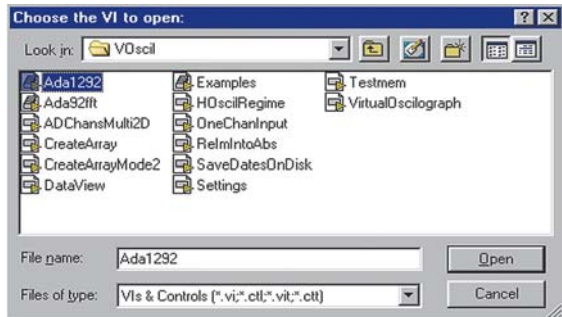 Choose the VI to open:
Look in: VOscil
Ada1292 Examples Testmem
Ada92fft HOscilRegime VirtualOscilograph
ADChansMulti2D OneChanInput
CreateArray RelmIntoAbs
CreateArrayMode2 SaveDatesOnDisk
DataView Settings
File name: Ada1292 Open
Files of type: VIs & Controls (*.vi;*.ctl;*.vit;*.ctt) Cancel